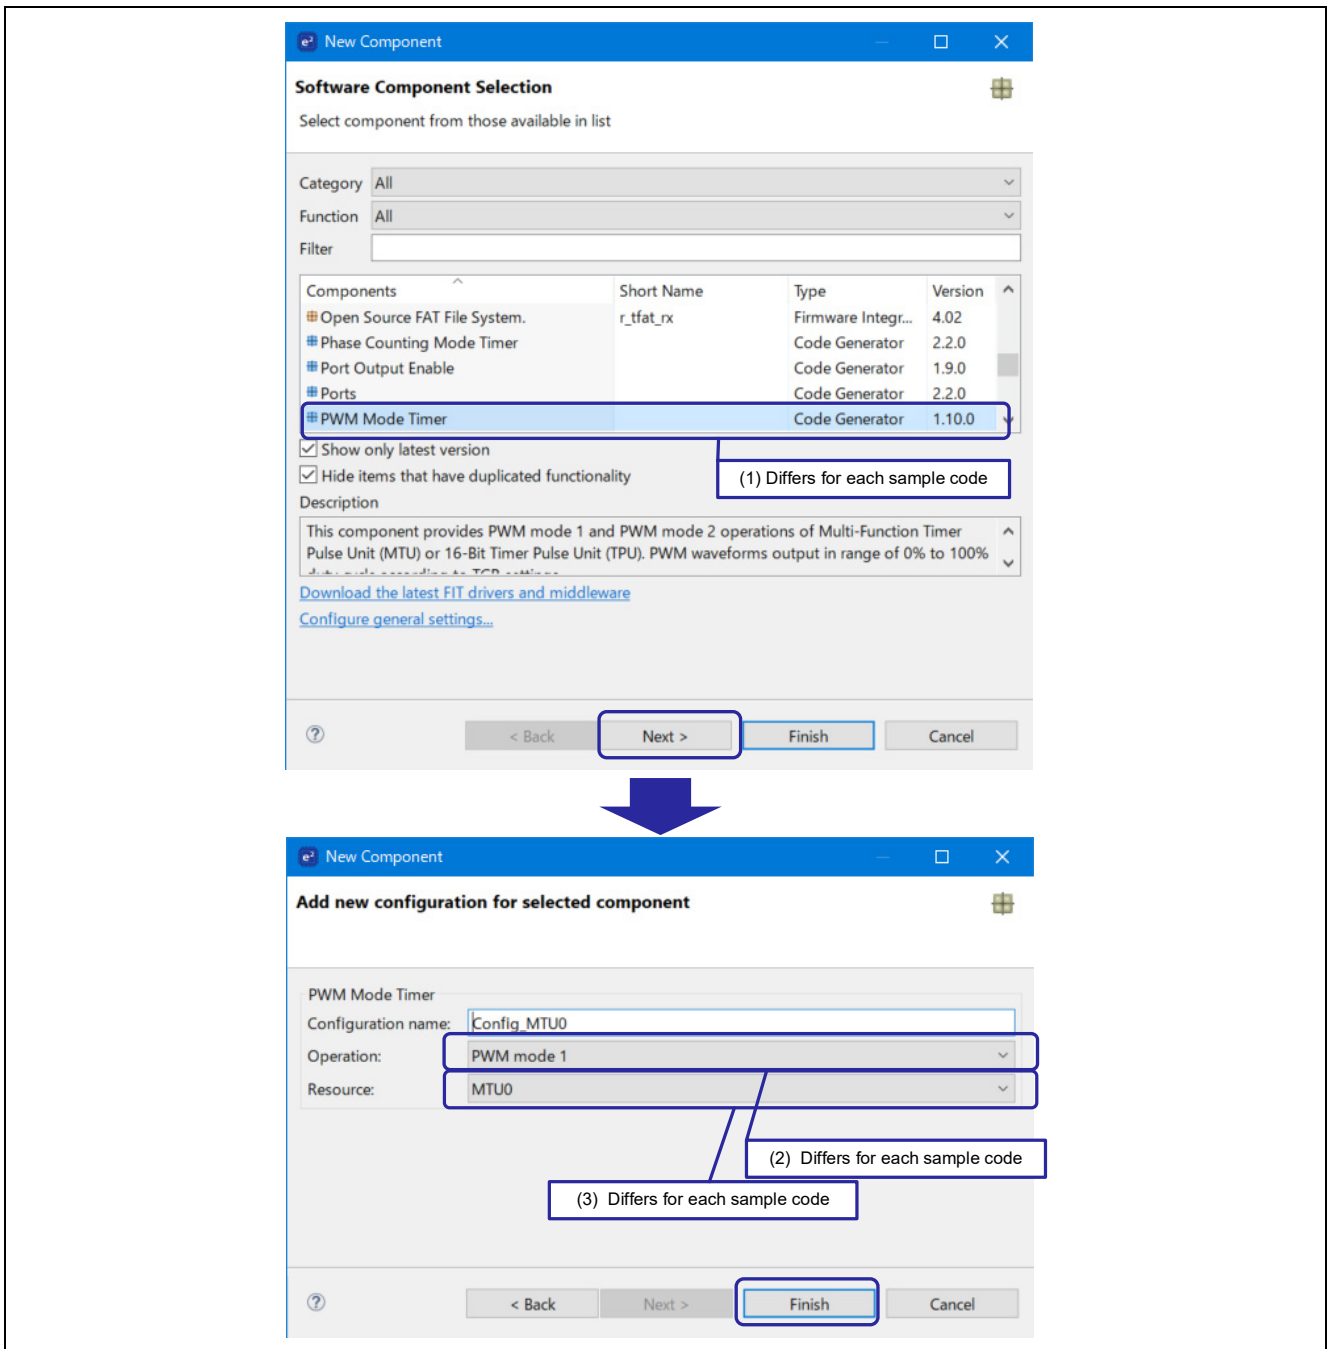 e² New Component
Software Component Selection
Select component from those available in list
Category All
Function All
Filter
Components Short Name Type Version
Open Source FAT File System. r_tfat_rx Firmware Integr... 4.02
Phase Counting Mode Timer Code Generator 2.2.0
Port Output Enable Code Generator 1.9.0
Ports Code Generator 2.2.0
PWM Mode Timer Code Generator 1.10.0
Show only latest version
Hide items that have duplicated functionality
(1) Differs for each sample code
Description
This component provides PWM mode 1 and PWM mode 2 operations of Multi-Function Timer
Pulse Unit (MTU) or 16-Bit Timer Pulse Unit (TPU). PWM waveforms output in range of 0% to 100%
duty cycle according to TGR settings
Download the latest FIT drivers and middleware
Configure general settings...
? < Back Next > Finish Cancel
e² New Component
Add new configuration for selected component
PWM Mode Timer
Configuration name: Config_MTU0
Operation: PWM mode 1
Resource: MTU0
(2) Differs for each sample code
(3) Differs for each sample code
? < Back Next > Finish Cancel